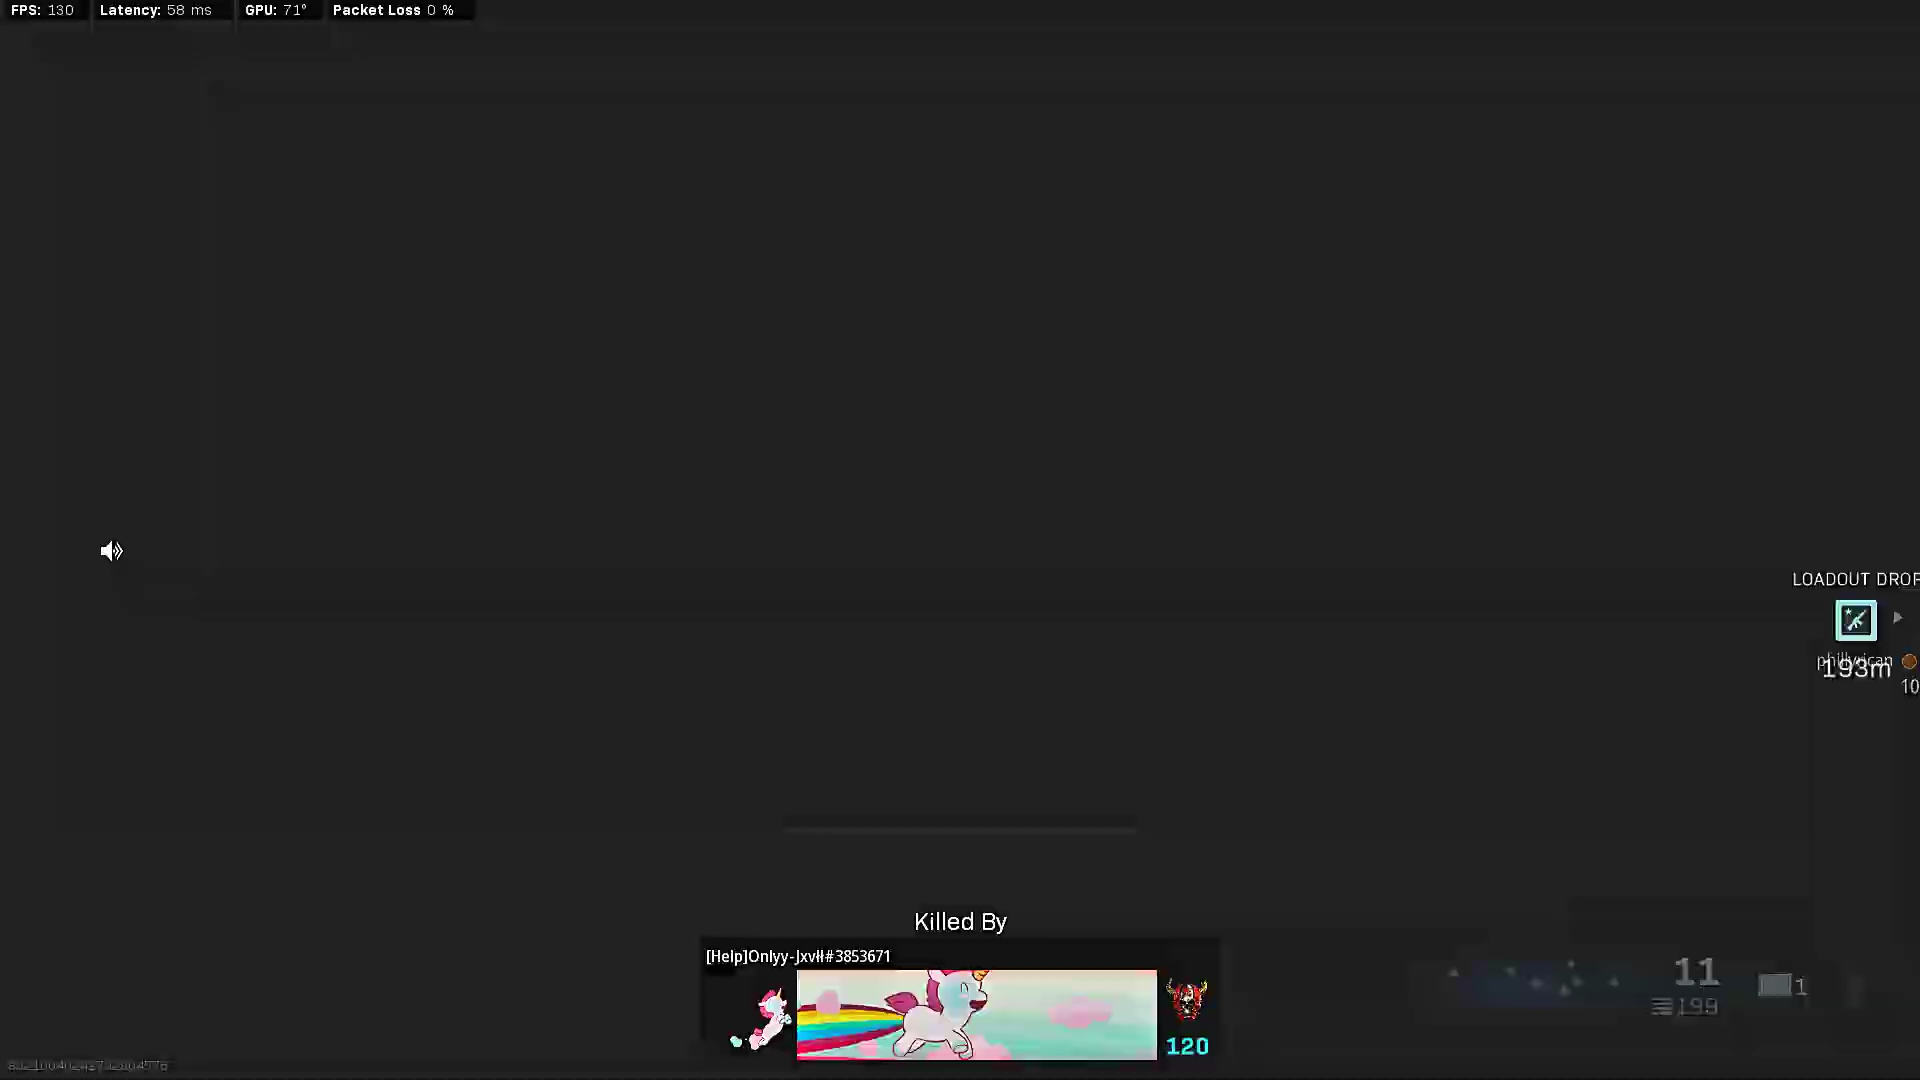 FPS: 130 Latency: 58 ms GPU: 71° Packet Loss 0 %
LOADOUT DROP
193m
10
Killed By
[Help]Onlyy-Jxvłł#3853671
120
11
199
1